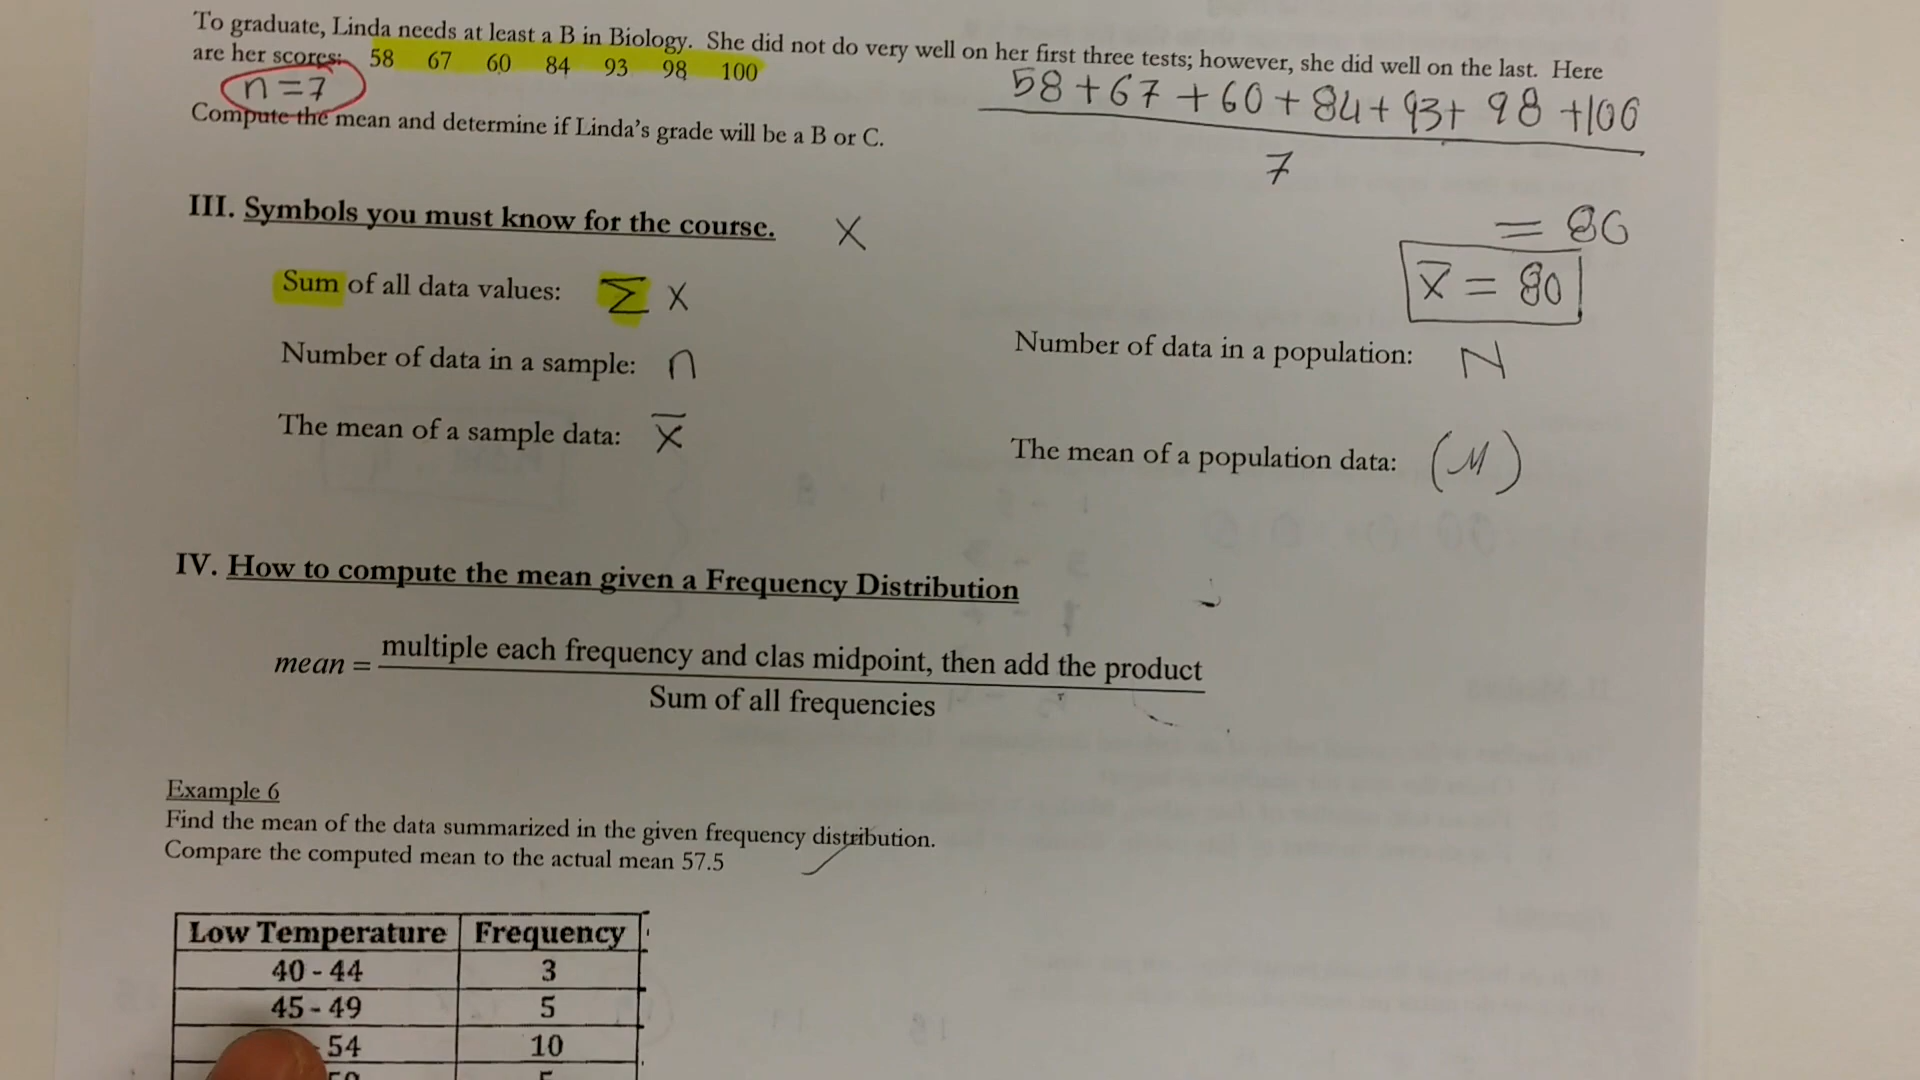 To graduate, Linda needs at least a B in Biology. She did not do very well on her first three tests; however, she did well on the last. Here
are her scores: 58 67 60 84 93 98 100
n = 7
58 + 67 + 60 + 84 + 93 + 98 + 100
7
Compute the mean and determine if Linda's grade will be a B or C.
= 80
x̄ = 80
III. Symbols you must know for the course. X
Sum of all data values: Σ X
Number of data in a sample: n
Number of data in a population: N
The mean of a sample data: x̄
The mean of a population data: (μ)
IV. How to compute the mean given a Frequency Distribution
mean = multiple each frequency and clas midpoint, then add the product
Sum of all frequencies
Example 6
Find the mean of the data summarized in the given frequency distribution.
Compare the computed mean to the actual mean 57.5
Low Temperature Frequency
40 - 44 3
45 - 49 5
- 54 10